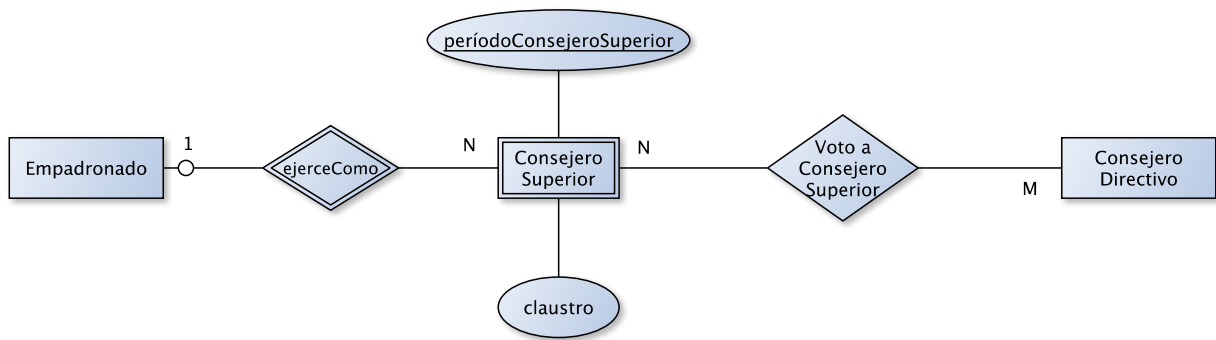 períodoConsejeroSuperior
Empadronado
1
ejerceComo
N
Consejero
Superior
N
Voto a
Consejero
Superior
M
Consejero
Directivo
claustro